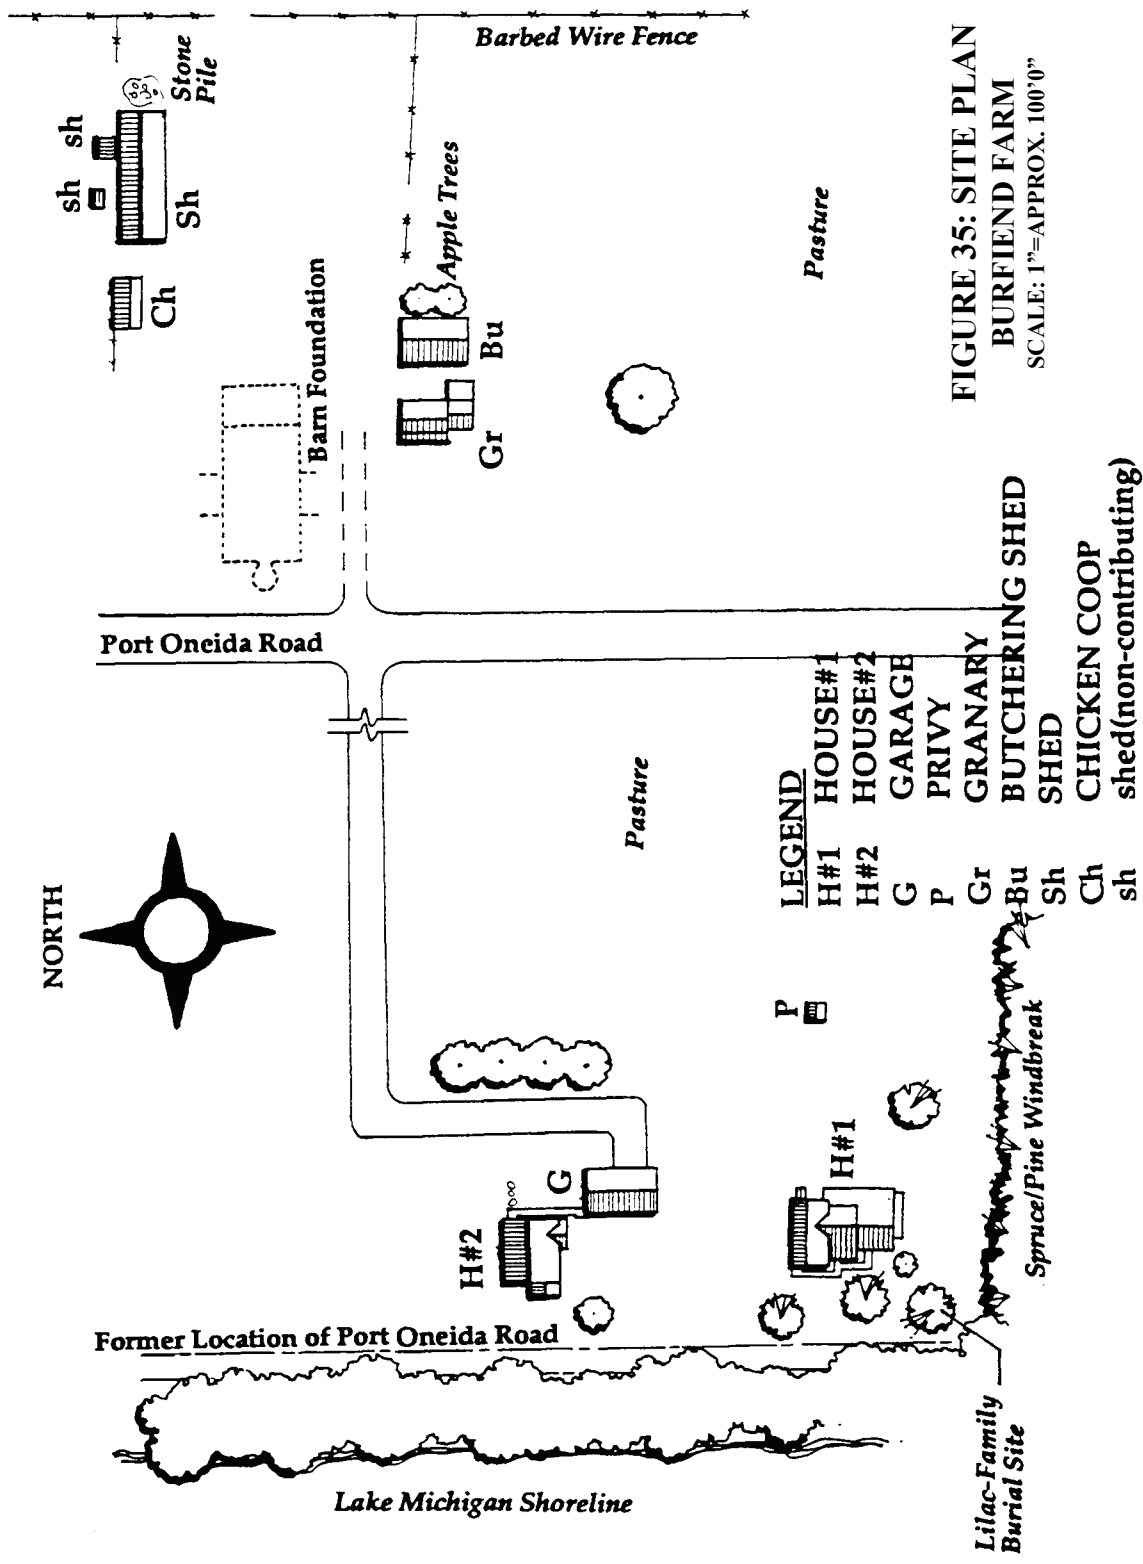 Barbed Wire Fence
Stone
Pile
sh
sh
Sh
Ch
Apple Trees
Barn Foundation
Bu
Gr
Pasture
FIGURE 35: SITE PLAN
BURFIEND FARM
SCALE: 1"=APPROX. 100'0"
Port Oneida Road
NORTH
Pasture
LEGEND
H#1 HOUSE#1
H#2 HOUSE#2
G GARAGE
P PRIVY
Gr GRANARY
Bu BUTCHERING SHED
Sh SHED
Ch CHICKEN COOP
sh shed(non-contributing)
P
G
H#2
H#1
Spruce/Pine Windbreak
Former Location of Port Oneida Road
Lilac-Family
Burial Site
Lake Michigan Shoreline